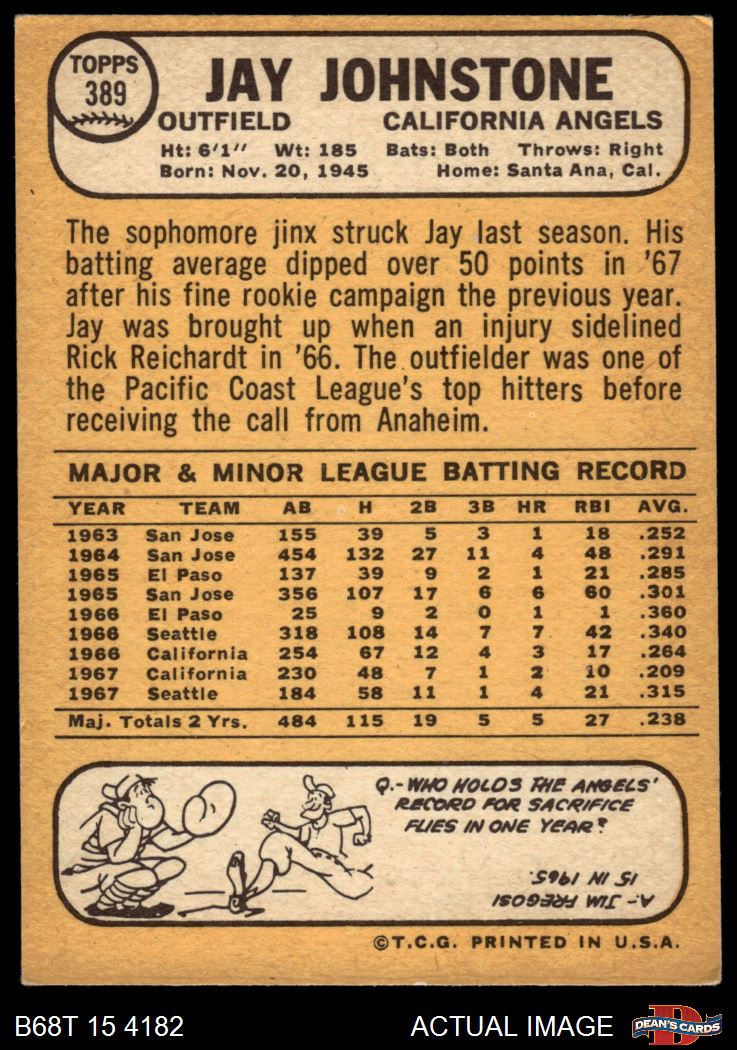 TOPPS
389
JAY JOHNSTONE
OUTFIELD CALIFORNIA ANGELS
Ht: 6'1" Wt: 185 Bats: Both Throws: Right
Born: Nov. 20, 1945 Home: Santa Ana, Cal.
The sophomore jinx struck Jay last season. His
batting average dipped over 50 points in '67
after his fine rookie campaign the previous year.
Jay was brought up when an injury sidelined
Rick Reichardt in '66. The outfielder was one of
the Pacific Coast League's top hitters before
receiving the call from Anaheim.
MAJOR & MINOR LEAGUE BATTING RECORD
YEAR TEAM AB H 2B 3B HR RBI AVG.
1963 San Jose 155 39 5 3 1 18 .252
1964 San Jose 454 132 27 11 4 48 .291
1965 El Paso 137 39 9 2 1 21 .285
1965 San Jose 356 107 17 6 6 60 .301
1966 El Paso 25 9 2 0 1 1 .360
1966 Seattle 318 108 14 7 7 42 .340
1966 California 254 67 12 4 3 17 .264
1967 California 230 48 7 1 2 10 .209
1967 Seattle 184 58 11 1 4 21 .315
Maj. Totals 2 Yrs. 484 115 19 5 5 27 .238
Q.-WHO HOLDS THE ANGELS'
RECORD FOR SACRIFICE
FLIES IN ONE YEAR?
A- JIM FREGOSI
15 IN 1965.
©T.C.G. PRINTED IN U.S.A.
B68T 15 4182 ACTUAL IMAGE DEAN'S CARDS